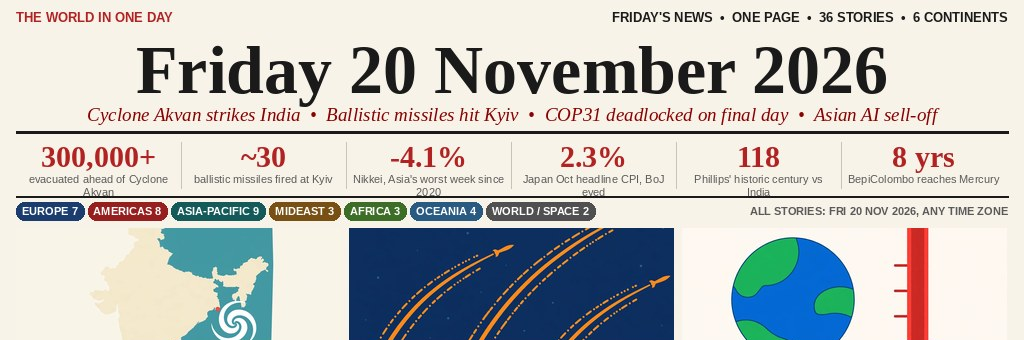 THE WORLD IN ONE DAY
FRIDAY'S NEWS • ONE PAGE • 36 STORIES • 6 CONTINENTS
Friday 20 November 2026
Cyclone Akvan strikes India • Ballistic missiles hit Kyiv • COP31 deadlocked on final day • Asian AI sell-off
300,000+
evacuated ahead of Cyclone
Akvan
~30
ballistic missiles fired at Kyiv
-4.1%
Nikkei, Asia's worst week since
2020
2.3%
Japan Oct headline CPI, BoJ
eyed
118
Phillips' historic century vs
India
8 yrs
BepiColombo reaches Mercury
EUROPE 7
AMERICAS 8
ASIA-PACIFIC 9
MIDEAST 3
AFRICA 3
OCEANIA 4
WORLD / SPACE 2
ALL STORIES: FRI 20 NOV 2026, ANY TIME ZONE